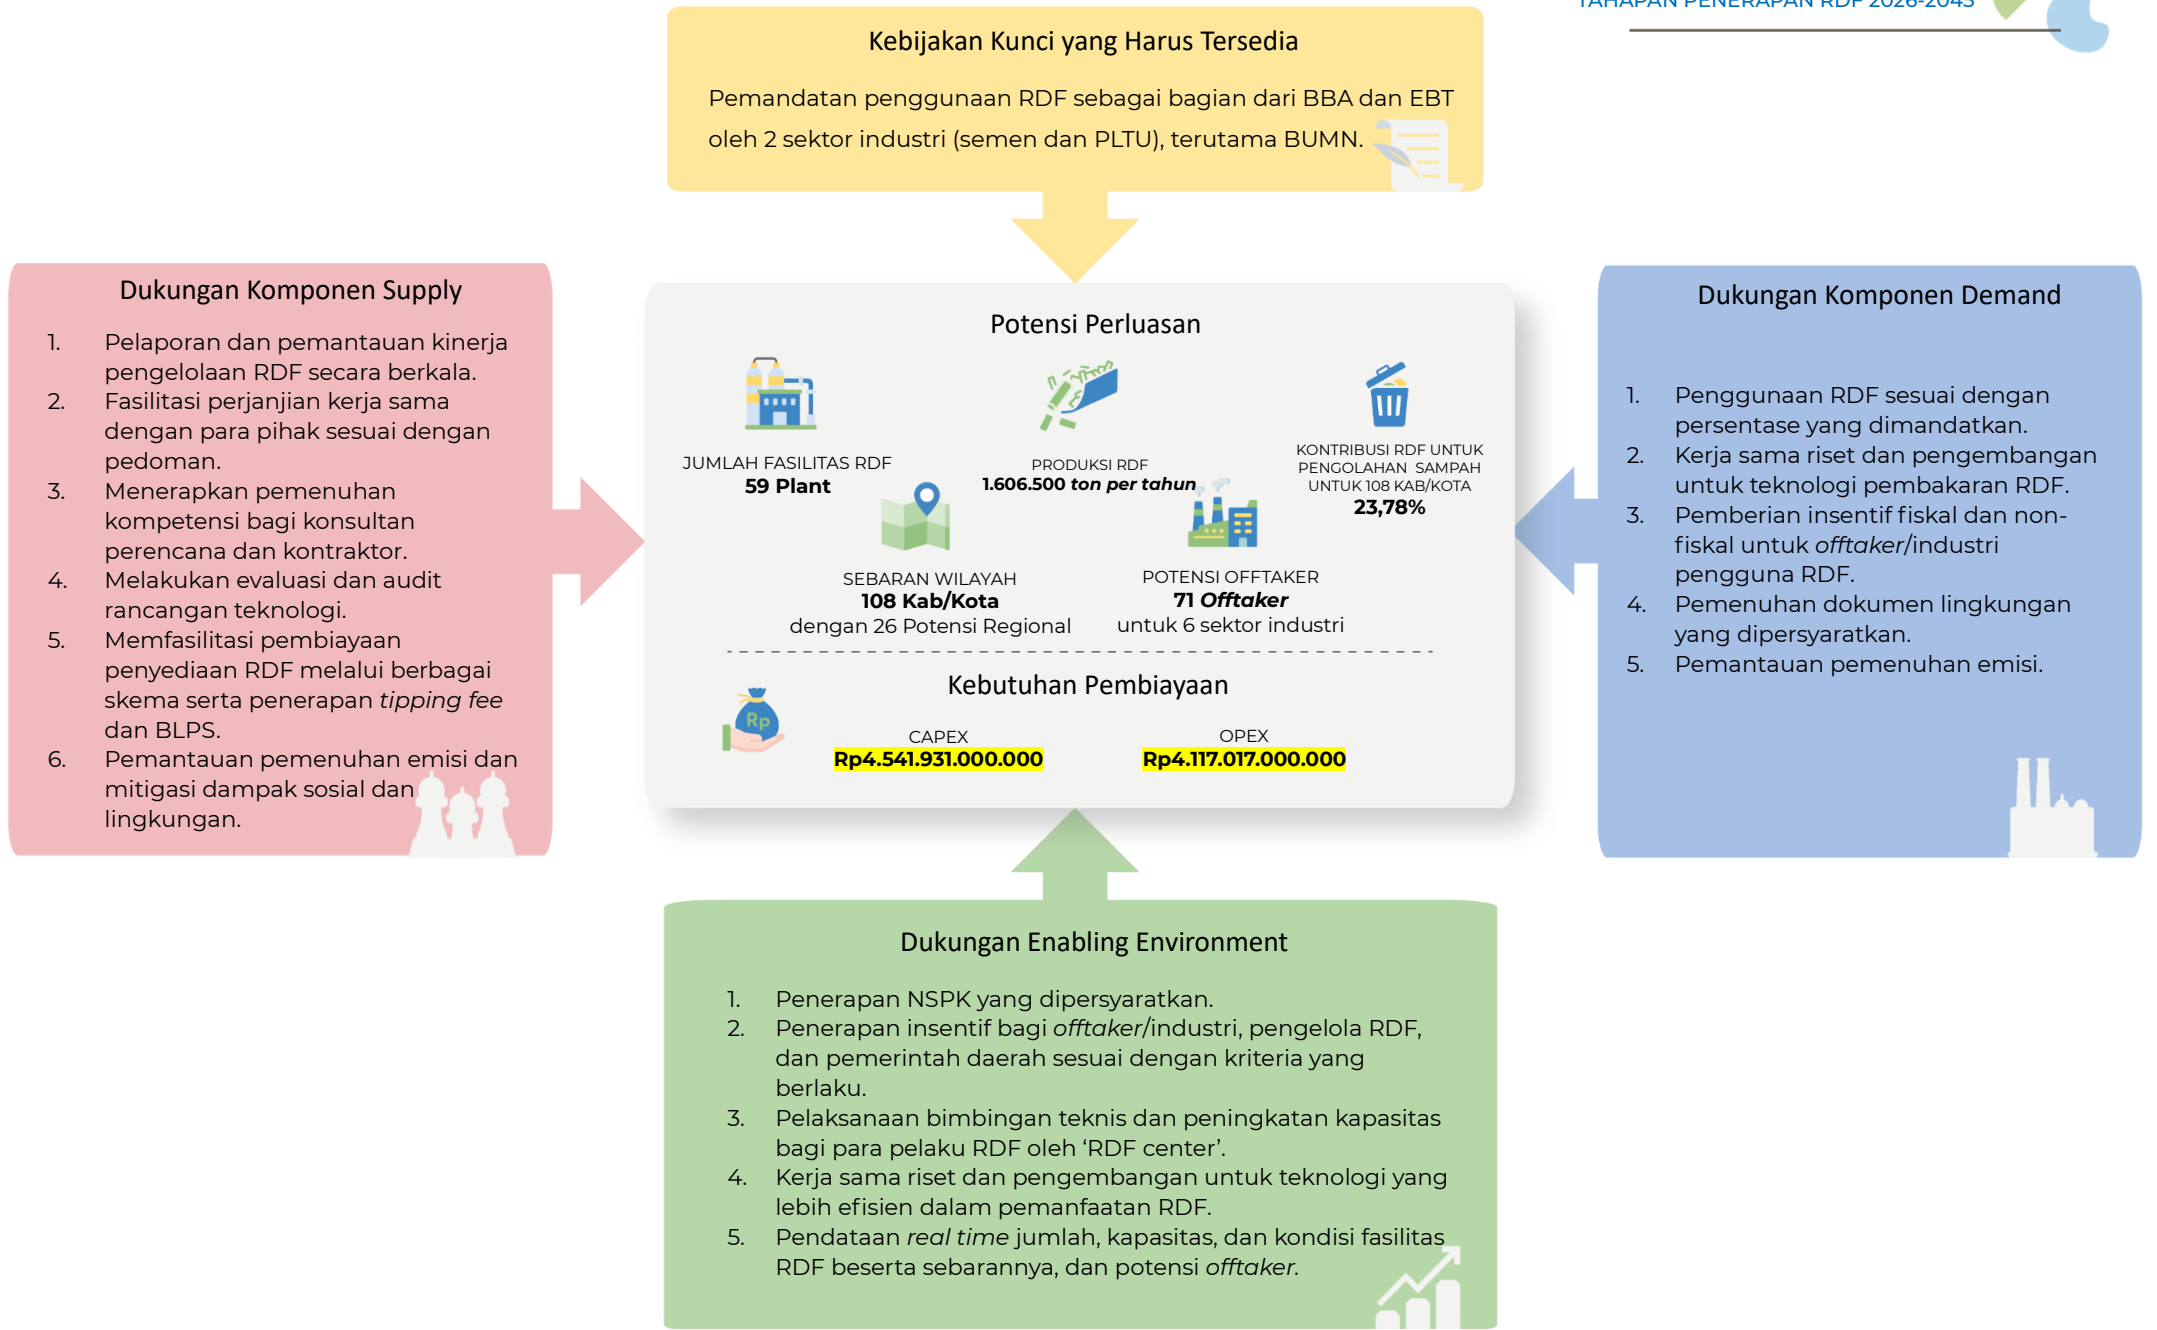 TAHAPAN PENERAPAN RDF 2026-2045
Kebijakan Kunci yang Harus Tersedia
Pemandatan penggunaan RDF sebagai bagian dari BBA dan EBT
oleh 2 sektor industri (semen dan PLTU), terutama BUMN.
Dukungan Komponen Supply
1. Pelaporan dan pemantauan kinerja
pengelolaan RDF secara berkala.
2. Fasilitasi perjanjian kerja sama
dengan para pihak sesuai dengan
pedoman.
3. Menerapkan pemenuhan
kompetensi bagi konsultan
perencana dan kontraktor.
4. Melakukan evaluasi dan audit
rancangan teknologi.
5. Memfasilitasi pembiayaan
penyediaan RDF melalui berbagai
skema serta penerapan tipping fee
dan BLPS.
6. Pemantauan pemenuhan emisi dan
mitigasi dampak sosial dan
lingkungan.
Potensi Perluasan
JUMLAH FASILITAS RDF
59 Plant
PRODUKSI RDF
1.606.500 ton per tahun
KONTRIBUSI RDF UNTUK
PENGOLAHAN SAMPAH
UNTUK 108 KAB/KOTA
23,78%
SEBARAN WILAYAH
108 Kab/Kota
dengan 26 Potensi Regional
POTENSI OFFTAKER
71 Offtaker
untuk 6 sektor industri
Kebutuhan Pembiayaan
Rp
CAPEX
Rp4.541.931.000.000
OPEX
Rp4.117.017.000.000
Dukungan Komponen Demand
1. Penggunaan RDF sesuai dengan
persentase yang dimandatkan.
2. Kerja sama riset dan pengembangan
untuk teknologi pembakaran RDF.
3. Pemberian insentif fiskal dan non-
fiskal untuk offtaker/industri
pengguna RDF.
4. Pemenuhan dokumen lingkungan
yang dipersyaratkan.
5. Pemantauan pemenuhan emisi.
Dukungan Enabling Environment
1. Penerapan NSPK yang dipersyaratkan.
2. Penerapan insentif bagi offtaker/industri, pengelola RDF,
dan pemerintah daerah sesuai dengan kriteria yang
berlaku.
3. Pelaksanaan bimbingan teknis dan peningkatan kapasitas
bagi para pelaku RDF oleh ‘RDF center’.
4. Kerja sama riset dan pengembangan untuk teknologi yang
lebih efisien dalam pemanfaatan RDF.
5. Pendataan real time jumlah, kapasitas, dan kondisi fasilitas
RDF beserta sebarannya, dan potensi offtaker.